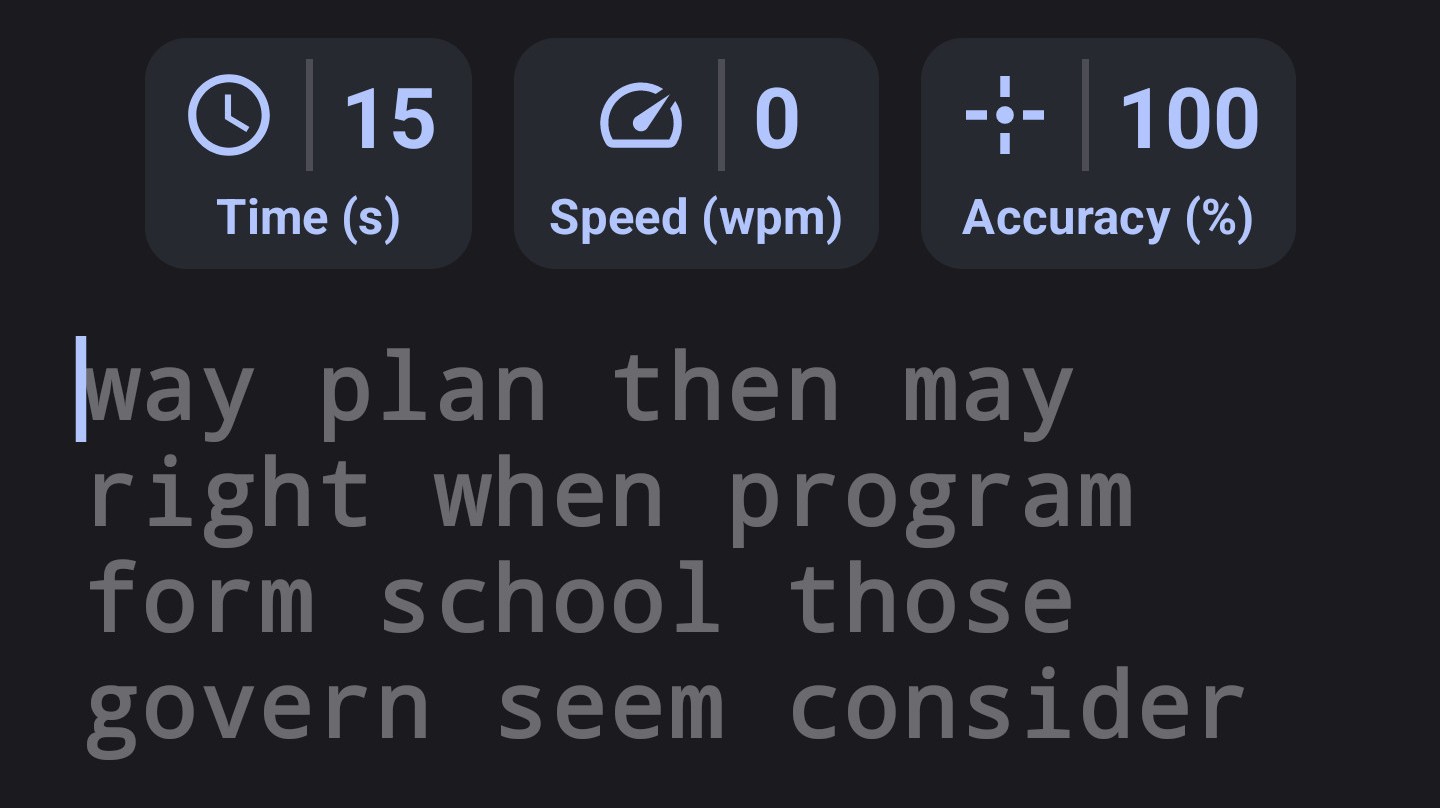 15 0 100
Time (s) Speed (wpm) Accuracy (%)
way plan then may
right when program
form school those
govern seem consider